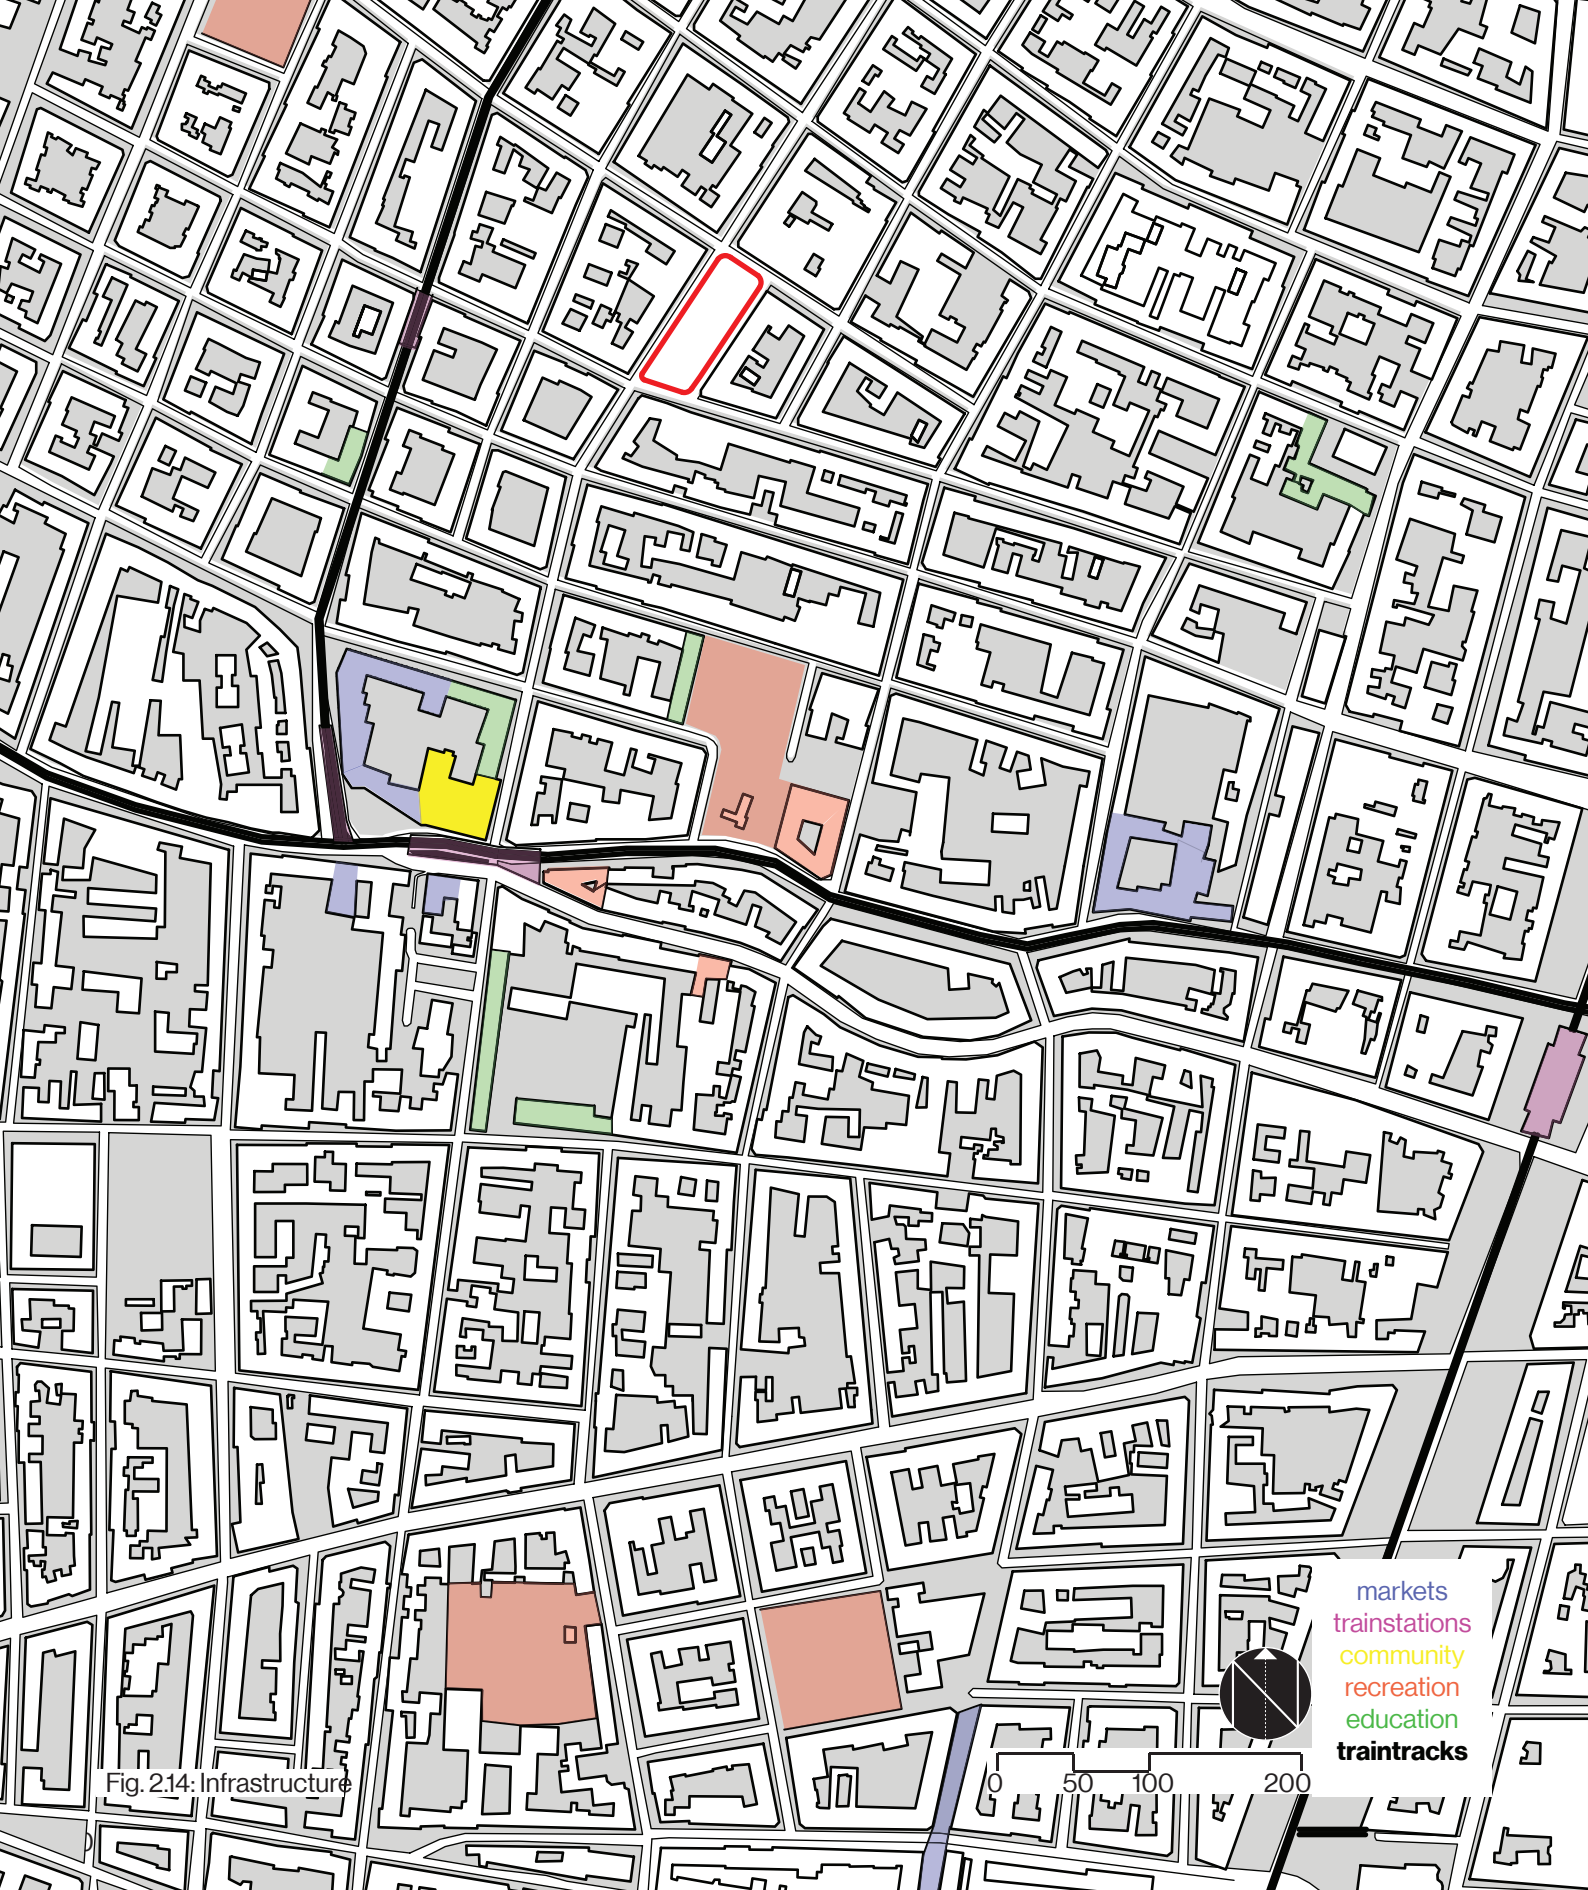 markets
trainstations
community
recreation
education
traintracks
0 50 100 200
Fig. 2.14: Infrastructure